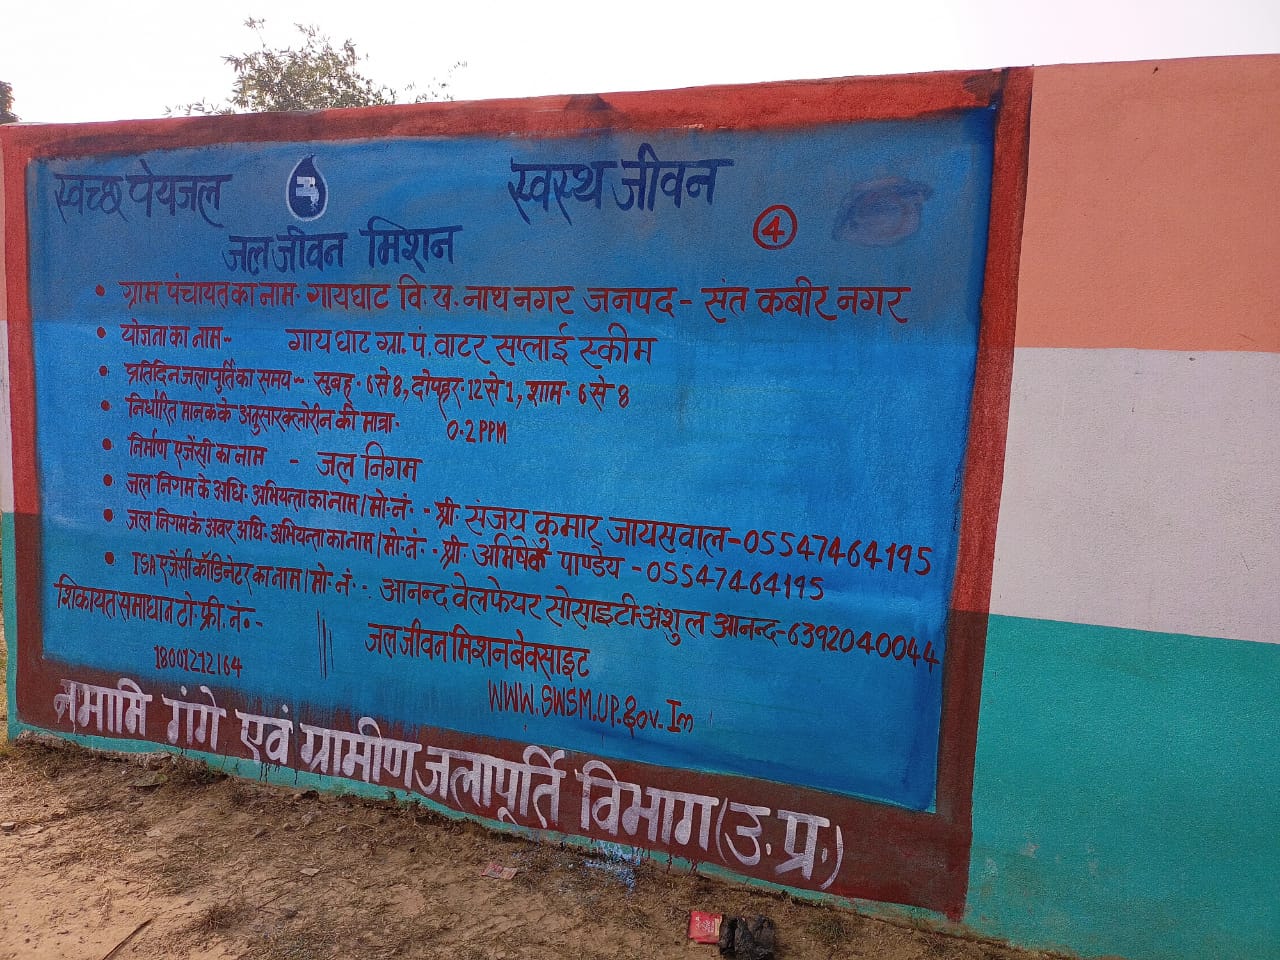 स्वच्छ पेयजल स्वस्थ जीवन
जल जीवन मिशन ④
• ग्राम पंचायत का नाम- गायघाट वि. ख. नाथ नगर जनपद - संत कबीर नगर
• योजना का नाम -- गाय घाट ग्रा. पं. वाटर सप्लाई स्कीम
• प्रतिदिन जलापूर्ति का समय -- सुबह - 6 से 8, दोपहर - 12 से 1, शाम - 6 से 8
• निर्धारित मानक के अनुसार क्लोरीन की मात्रा - 0.2 PPM
• निर्माण एजेंसी का नाम - जल निगम
• जल निगम के अधि- अभियन्ता का नाम / मो. नं. - श्री. संजय कुमार जायसवाल - 05547464195
• जल निगम के अवर अधि- अभियन्ता का नाम / मो. नं. - श्री. अभिषेक पाण्डेय - 05547464195
• ISA एजेंसी कॉडिनेटर का नाम / मो. नं. - आनन्द वेलफेयर सोसाइटी-अंशुल आनन्द - 6392040044
शिकायत समाधान टो. फ्री. नं. -
18001212164
जल जीवन मिशन बेवसाइट
WWW.SWSM.UP.gov.In
नमामि गंगे एवं ग्रामीण जलापूर्ति विभाग (उ.प्र.)